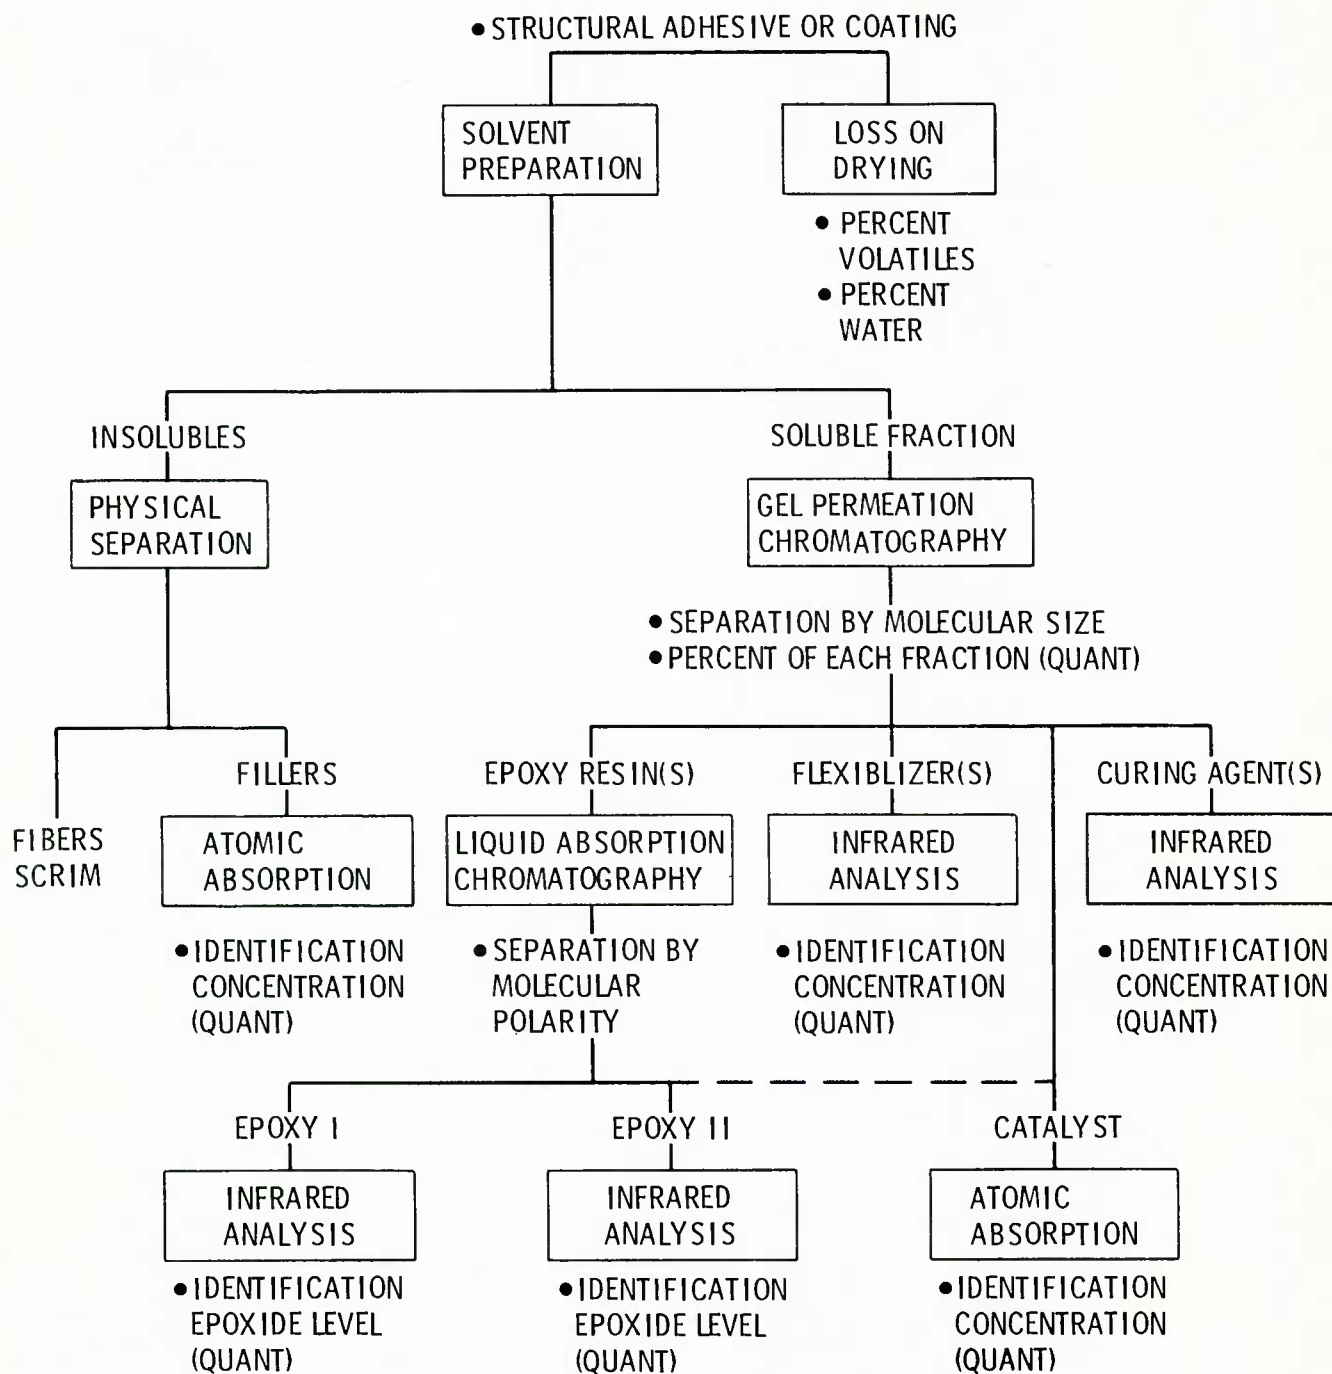 • STRUCTURAL ADHESIVE OR COATING
SOLVENT
PREPARATION
LOSS ON
DRYING
• PERCENT
VOLATILES
• PERCENT
WATER
INSOLUBLES
SOLUBLE FRACTION
PHYSICAL
SEPARATION
GEL PERMEATION
CHROMATOGRAPHY
• SEPARATION BY MOLECULAR SIZE
• PERCENT OF EACH FRACTION (QUANT)
FIBERS
SCRIM
FILLERS
ATOMIC
ABSORPTION
• IDENTIFICATION
CONCENTRATION
(QUANT)
EPOXY RESIN(S)
LIQUID ABSORPTION
CHROMATOGRAPHY
• SEPARATION BY
MOLECULAR
POLARITY
FLEXIBLIZER(S)
INFRARED
ANALYSIS
• IDENTIFICATION
CONCENTRATION
(QUANT)
CURING AGENT(S)
INFRARED
ANALYSIS
• IDENTIFICATION
CONCENTRATION
(QUANT)
EPOXY I
INFRARED
ANALYSIS
• IDENTIFICATION
EPOXIDE LEVEL
(QUANT)
EPOXY II
INFRARED
ANALYSIS
• IDENTIFICATION
EPOXIDE LEVEL
(QUANT)
CATALYST
ATOMIC
ABSORPTION
• IDENTIFICATION
CONCENTRATION
(QUANT)